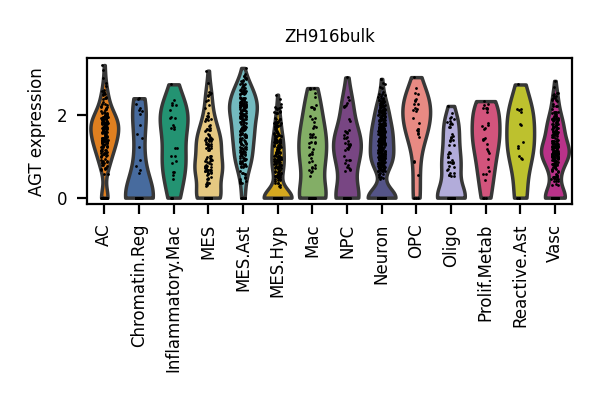 ZH916bulk
AGT expression
2
0
AC
Chromatin.Reg
Inflammatory.Mac
MES
MES.Ast
MES.Hyp
Mac
NPC
Neuron
OPC
Oligo
Prolif.Metab
Reactive.Ast
Vasc